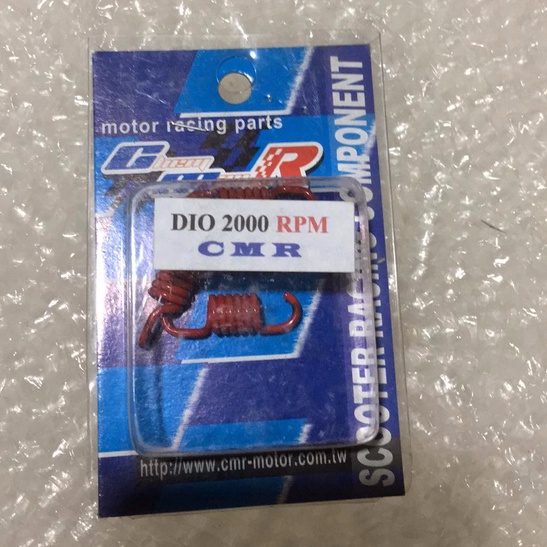 motor racing parts
DIO 2000 RPM
CMR
SCOOTER RACING COMPONENT
http://www.cmr-motor.com.tw